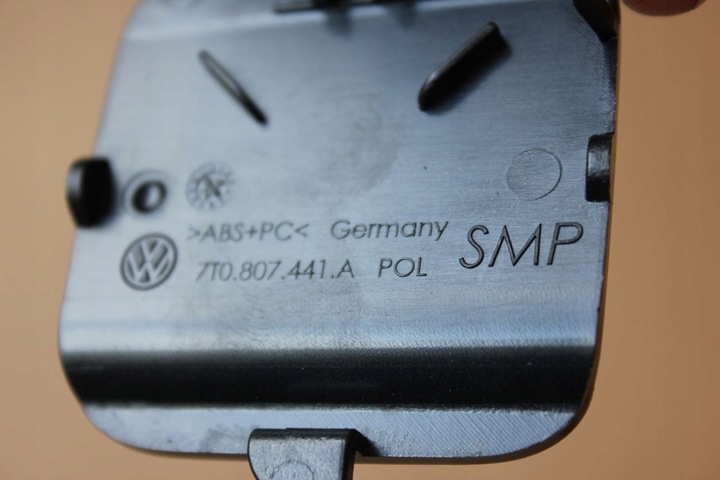 >ABS+PC< Germany
7T0.807.441.A POL
SMP